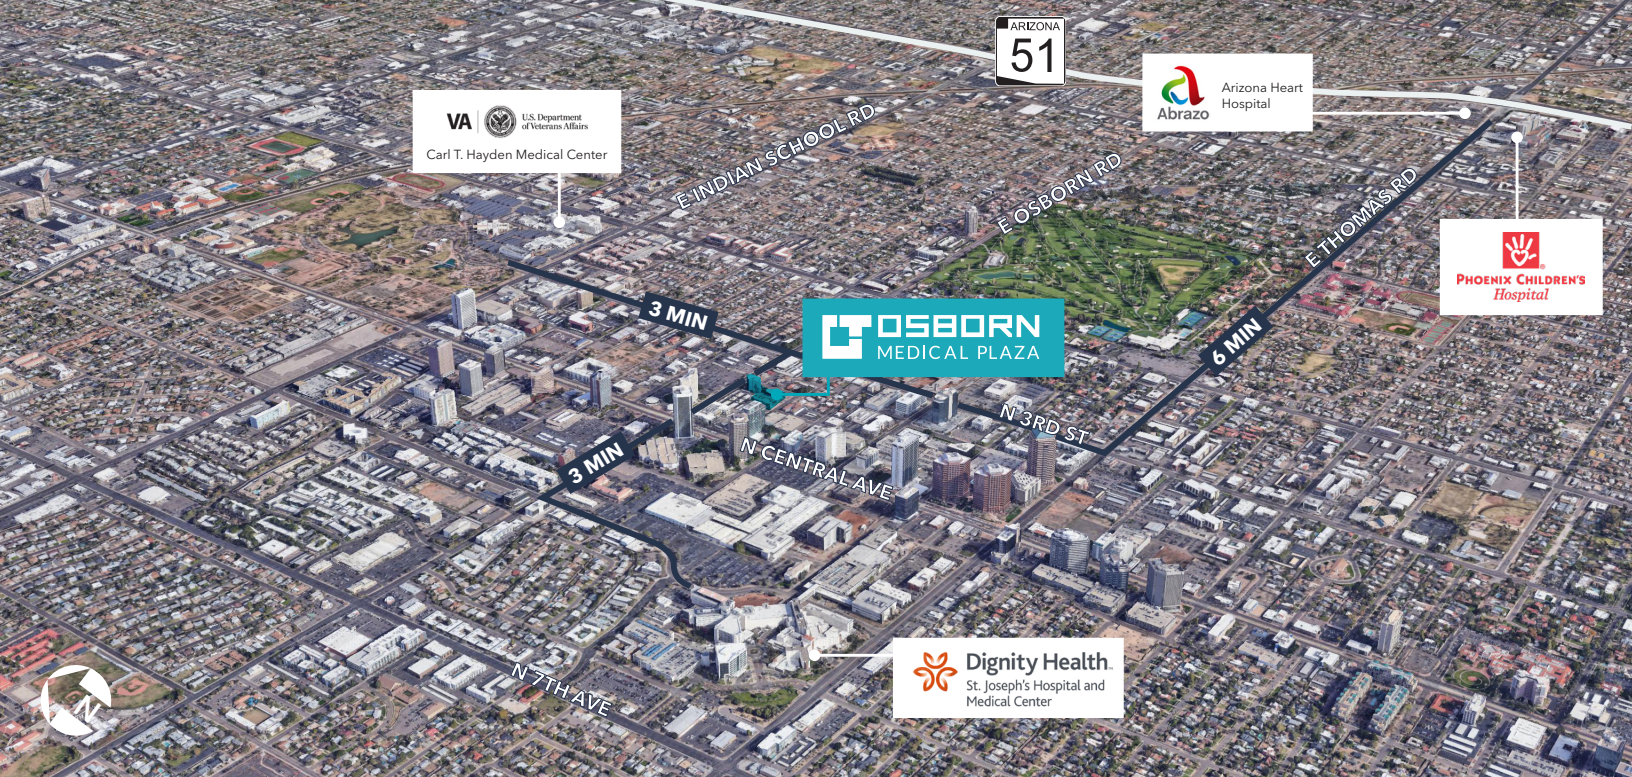 ARIZONA
51
Abrazo
Arizona Heart
Hospital
VA
U.S. Department
of Veterans Affairs
Carl T. Hayden Medical Center
E INDIAN SCHOOL RD
E OSBORN RD
E THOMAS RD
PHOENIX CHILDREN'S
Hospital
3 MIN
OSBORN
MEDICAL PLAZA
6 MIN
N 3RD ST
3 MIN
N CENTRAL AVE
Dignity Health
St. Joseph's Hospital and
Medical Center
N 7TH AVE
N